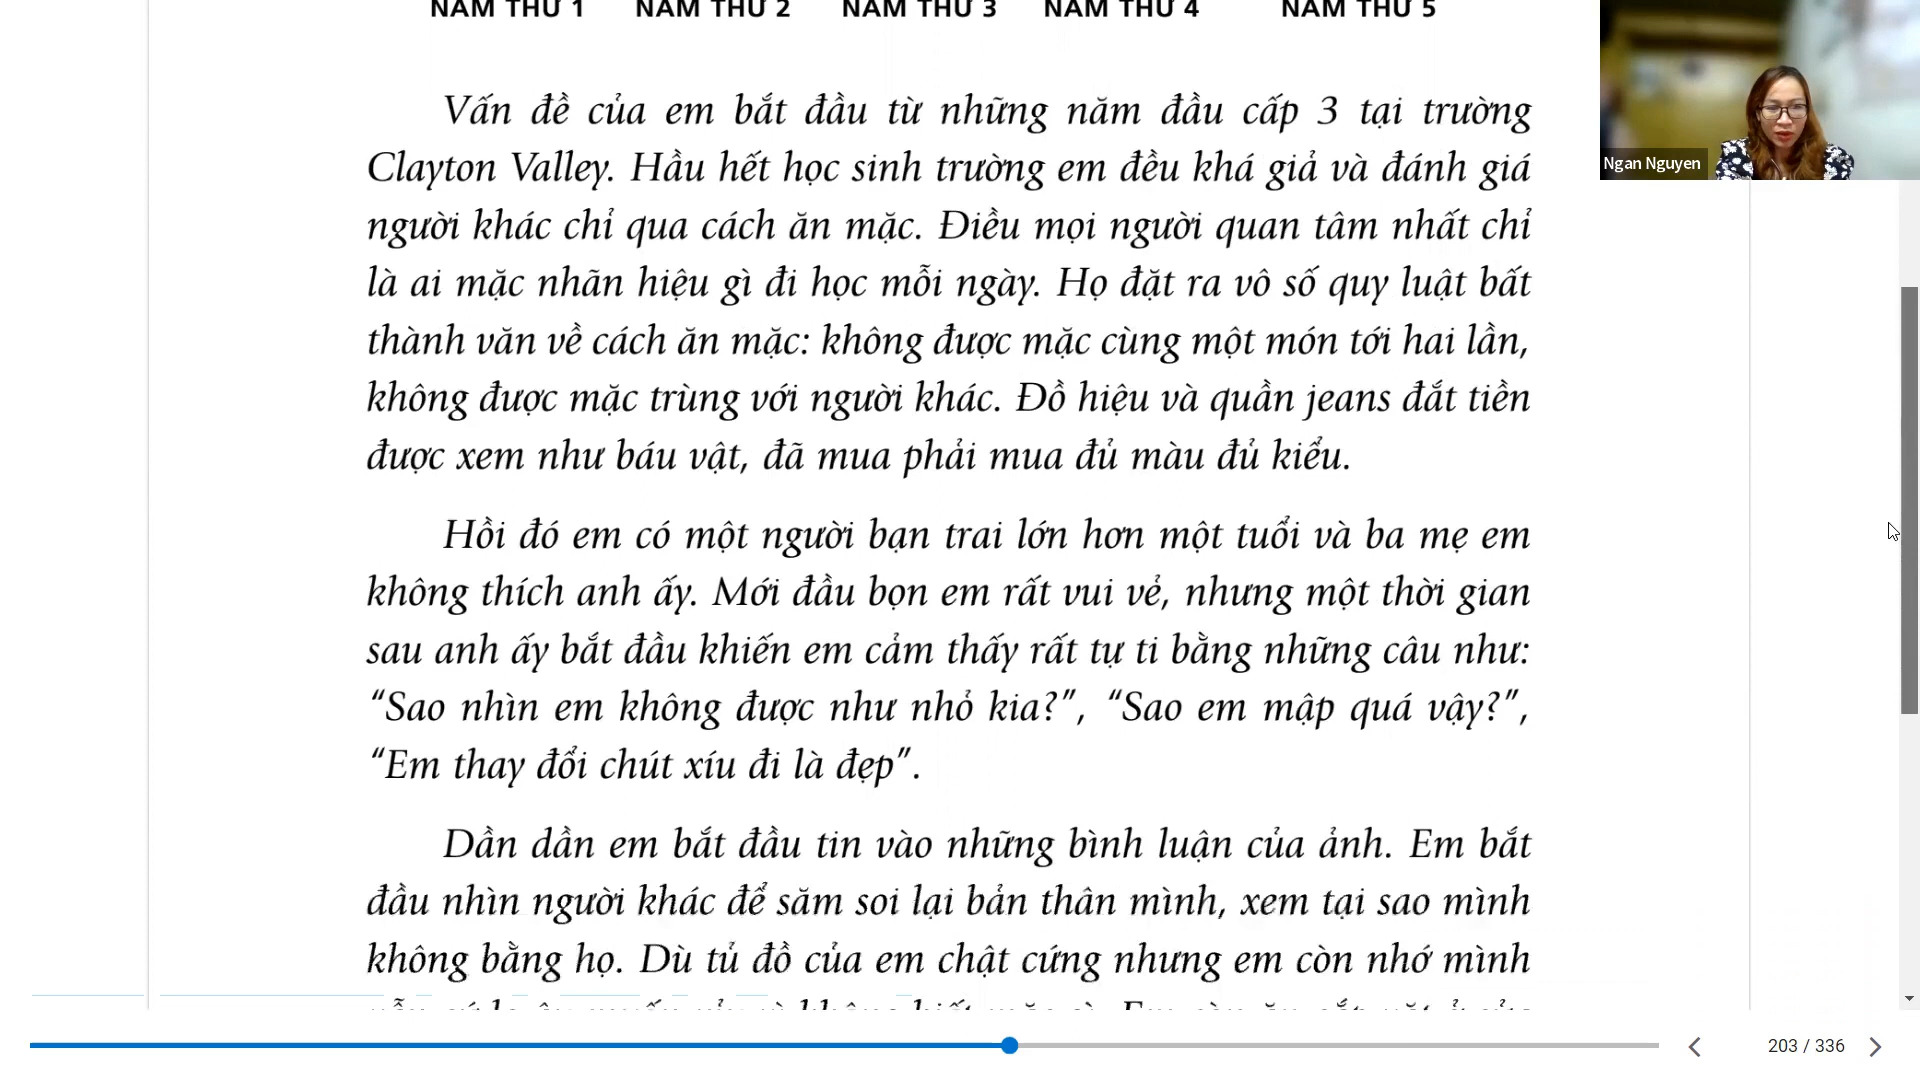 NĂM THỨ 1 NĂM THỨ 2 NĂM THỨ 3 NĂM THỨ 4 NĂM THỨ 5
Vấn đề của em bắt đầu từ những năm đầu cấp 3 tại trường
Clayton Valley. Hầu hết học sinh trường em đều khá giả và đánh giá
người khác chỉ qua cách ăn mặc. Điều mọi người quan tâm nhất chỉ
là ai mặc nhãn hiệu gì đi học mỗi ngày. Họ đặt ra vô số quy luật bất
thành văn về cách ăn mặc: không được mặc cùng một món tới hai lần,
không được mặc trùng với người khác. Đồ hiệu và quần jeans đắt tiền
được xem như báu vật, đã mua phải mua đủ màu đủ kiểu.
Hồi đó em có một người bạn trai lớn hơn một tuổi và ba mẹ em
không thích anh ấy. Mới đầu bọn em rất vui vẻ, nhưng một thời gian
sau anh ấy bắt đầu khiến em cảm thấy rất tự ti bằng những câu như:
“Sao nhìn em không được như nhỏ kia?”, “Sao em mập quá vậy?”,
“Em thay đổi chút xíu đi là đẹp”.
Dần dần em bắt đầu tin vào những bình luận của ảnh. Em bắt
đầu nhìn người khác để săm soi lại bản thân mình, xem tại sao mình
không bằng họ. Dù tủ đồ của em chật cứng nhưng em còn nhớ mình
Ngan Nguyen
203 / 336